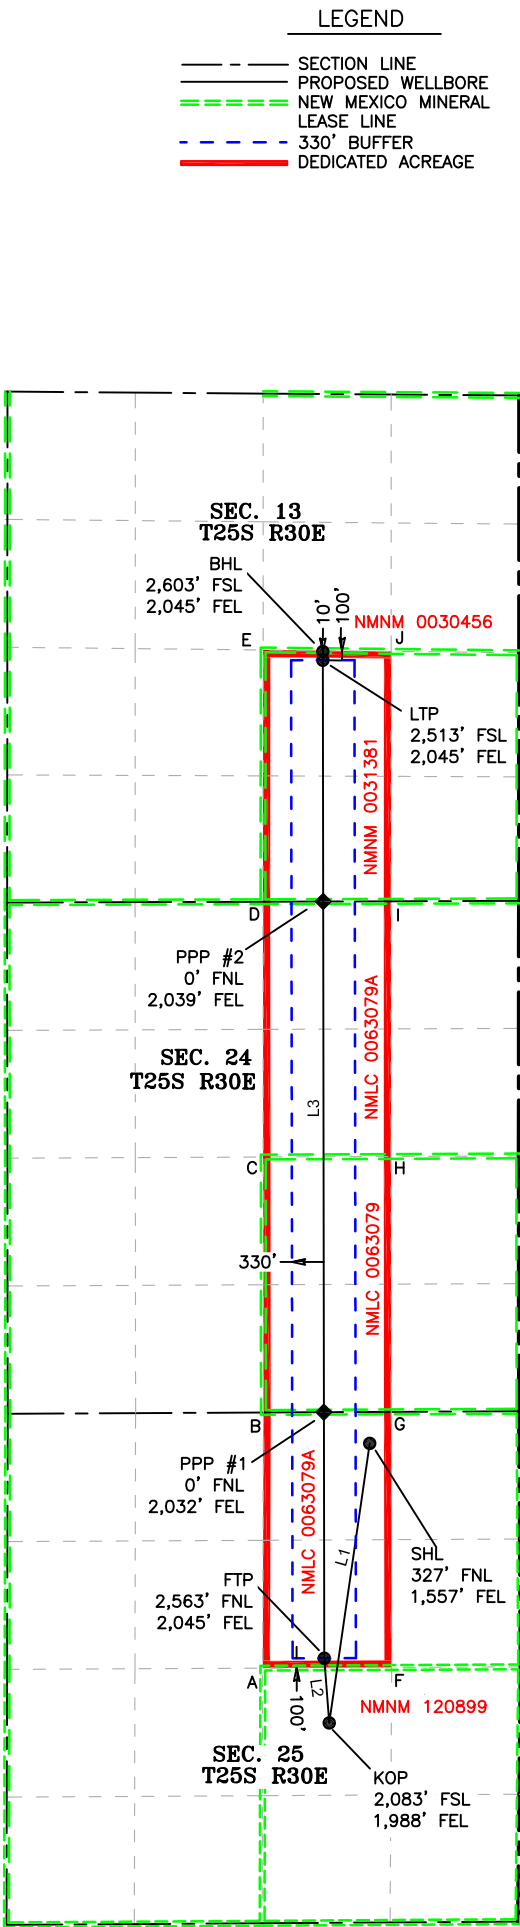 LEGEND
SECTION LINE
PROPOSED WELLBORE
NEW MEXICO MINERAL
LEASE LINE
330' BUFFER
DEDICATED ACREAGE
SEC. 13
T25S R30E
BHL
2,603' FSL
2,045' FEL
10'
100'
NMNM 0030456
E
J
LTP
2,513' FSL
2,045' FEL
NMNM 0031381
D
I
PPP #2
0' FNL
2,039' FEL
NMLC 0063079A
SEC. 24
T25S R30E
L3
C
H
NMLC 0063079
330'
B
G
PPP #1
0' FNL
2,032' FEL
NMLC 0063079A
L1
SHL
327' FNL
1,557' FEL
FTP
2,563' FNL
2,045' FEL
A
F
L2
100'
NMNM 120899
SEC. 25
T25S R30E
KOP
2,083' FSL
1,988' FEL